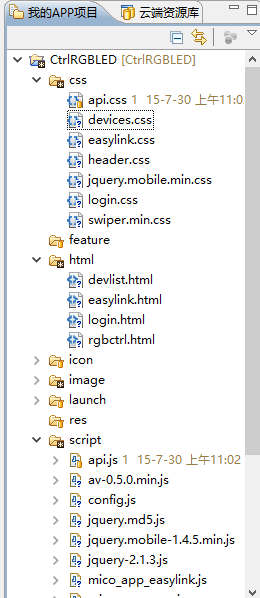 我的APP项目 云端资源库
CtrlRGBLED [CtrlRGBLED]
css
api.css 1 15-7-30 上午11:0
devices.css
easylink.css
header.css
jquery.mobile.min.css
login.css
swiper.min.css
feature
html
devlist.html
easylink.html
login.html
rgbctrl.html
icon
image
launch
res
script
api.js 1 15-7-30 上午11:02
av-0.5.0.min.js
config.js
jquery.md5.js
jquery.mobile-1.4.5.min.js
jquery-2.1.3.js
mico_app_easylink.js